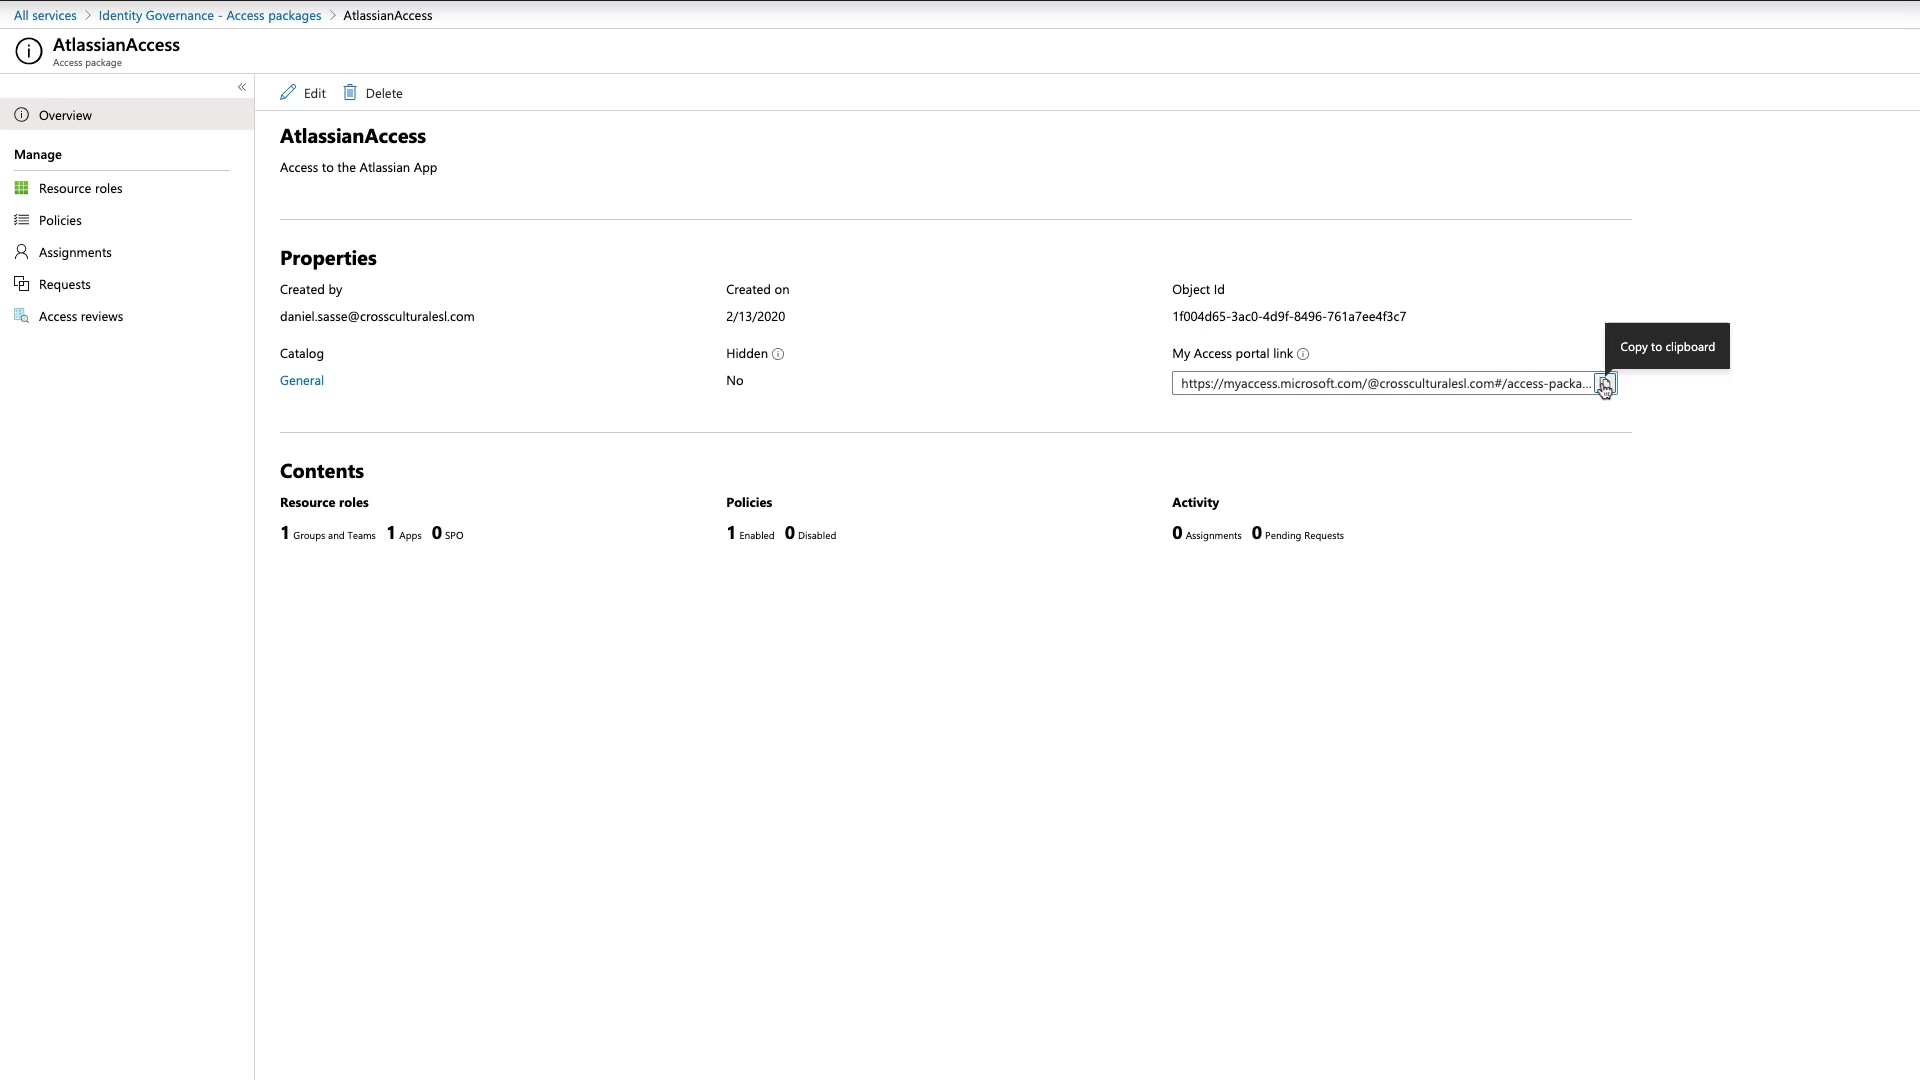 All services > Identity Governance - Access packages > AtlassianAccess
AtlassianAccess
Access package
«
Overview
Manage
Resource roles
Policies
Assignments
Requests
Access reviews
Edit Delete
AtlassianAccess
Access to the Atlassian App
Properties
Created by Created on Object Id
daniel.sasse@crossculturalesl.com 2/13/2020 1f004d65-3ac0-4d9f-8496-761a7ee4f3c7
Catalog Hidden My Access portal link
Copy to clipboard
General No https://myaccess.microsoft.com/@crossculturalesl.com#/access-packa...
Contents
Resource roles Policies Activity
1 Groups and Teams 1 Apps 0 SPO 1 Enabled 0 Disabled 0 Assignments 0 Pending Requests